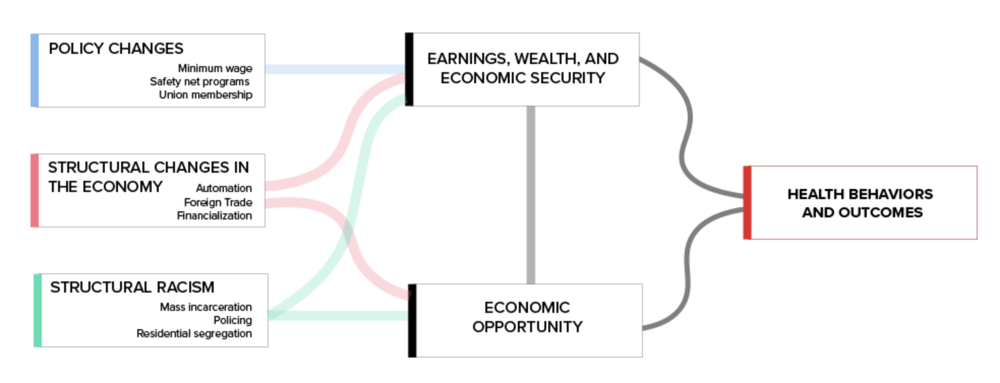 POLICY CHANGES
Minimum wage
Safety net programs
Union membership
STRUCTURAL CHANGES IN
THE ECONOMY
Automation
Foreign Trade
Financialization
STRUCTURAL RACISM
Mass incarceration
Policing
Residential segregation
EARNINGS, WEALTH, AND
ECONOMIC SECURITY
ECONOMIC
OPPORTUNITY
HEALTH BEHAVIORS
AND OUTCOMES